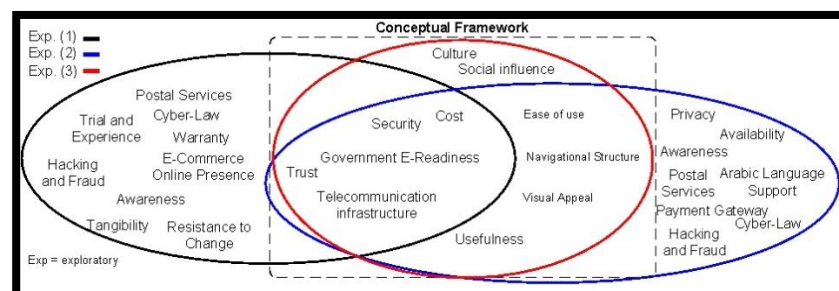 Conceptual Framework
Exp. (1)
Exp. (2)
Exp. (3)
Culture
Social influence
Postal Services
Cyber-Law
Trial and
Experience
Warranty
Hacking
and Fraud
E-Commerce
Online Presence
Awareness
Tangibility
Resistance to
Change
Exp = exploratory
Security
Cost
Government E-Readiness
Trust
Telecommunication
infrastructure
Usefulness
Ease of use
Navigational Structure
Visual Appeal
Privacy
Availability
Awareness
Postal
Services
Arabic Language
Support
Payment Gateway
Cyber-Law
Hacking
and Fraud